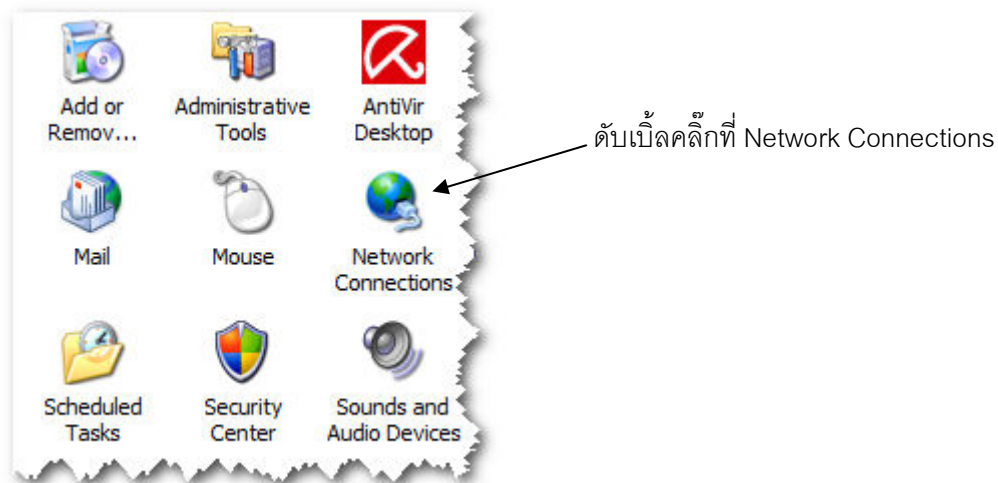 Add or
Remov...
Administrative
Tools
AntiVir
Desktop
ดับเบิ้ลคลิ๊กที่ Network Connections
Mail
Mouse
Network
Connections
Scheduled
Tasks
Security
Center
Sounds and
Audio Devices